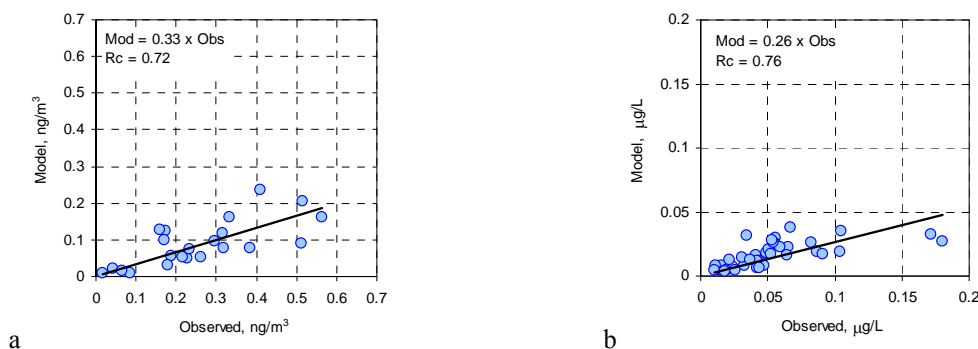 Mod = 0.33 x Obs
Rc = 0.72
0.7
0.6
0.5
0.4
0.3
0.2
0.1
0
Model, ng/m³
0 0.1 0.2 0.3 0.4 0.5 0.6 0.7
Observed, ng/m³
a
Mod = 0.26 x Obs
Rc = 0.76
0.2
0.15
0.1
0.05
0
Model, μg/L
0 0.05 0.1 0.15 0.2
Observed, μg/L
b